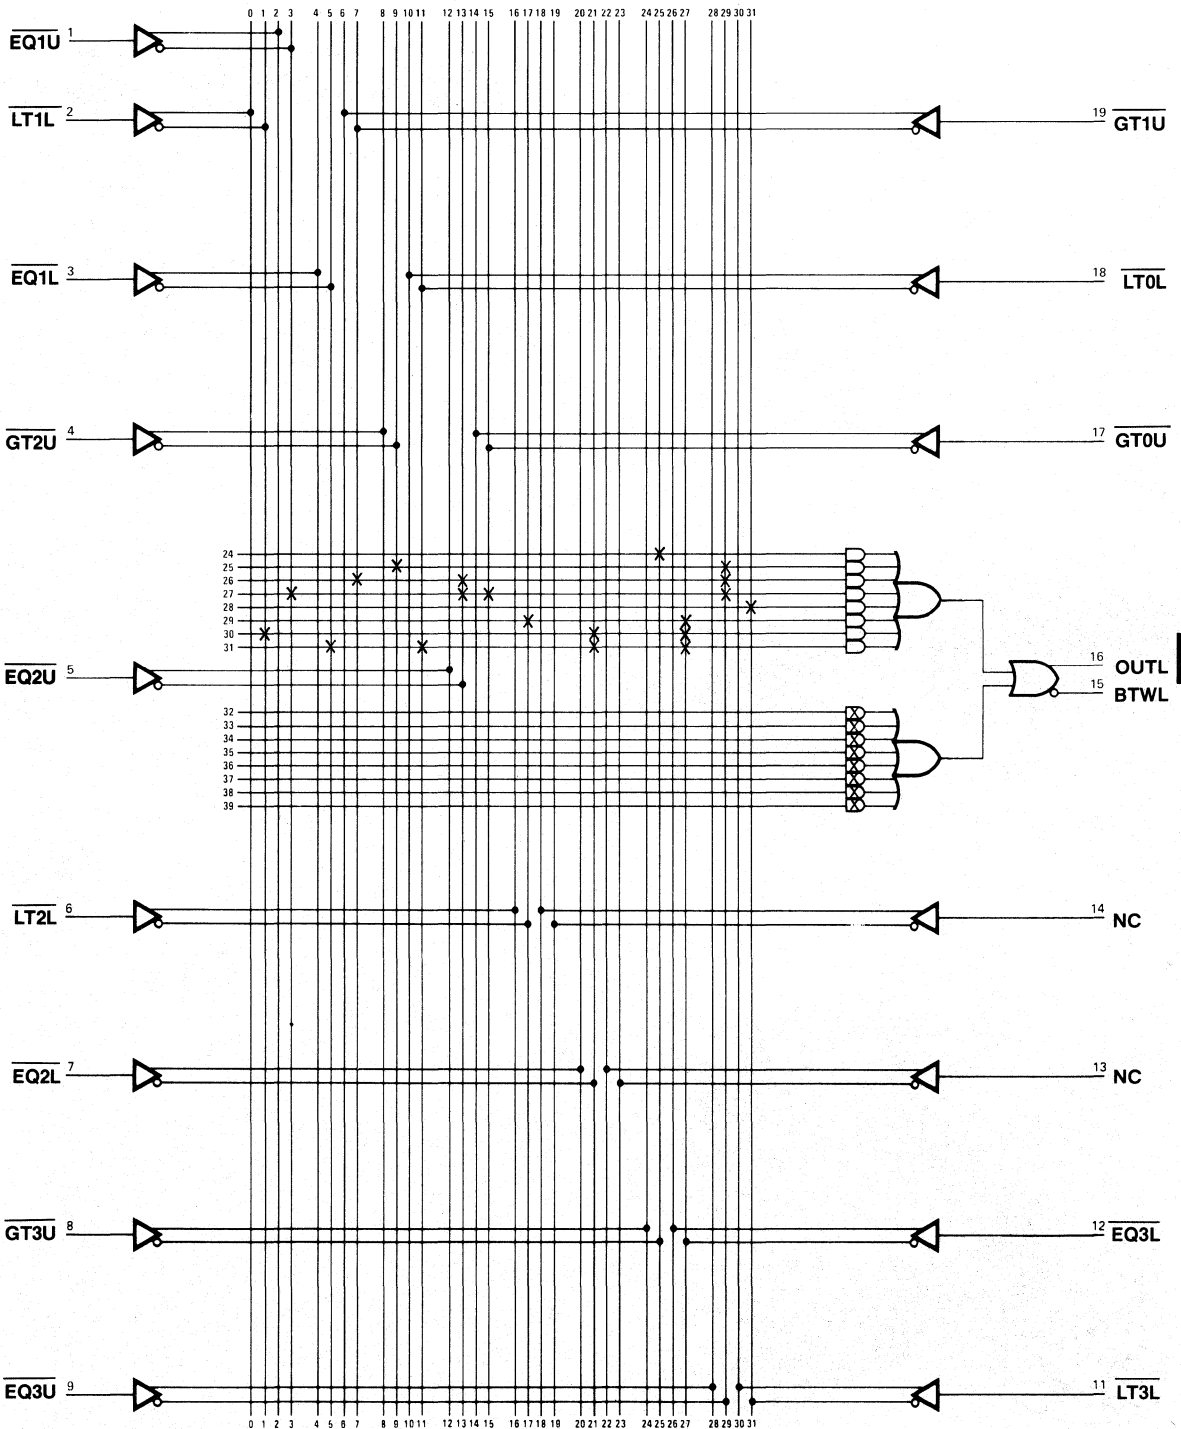 0 1 2 3 4 5 6 7 8 9 10 11 12 13 14 15 16 17 18 19 20 21 22 23 24 25 26 27 28 29 30 31
EQ1U 1
LT1L 2
19 GT1U
EQ1L 3
18 LT0L
GT2U 4
17 GT0U
24
25
26
27
28
29
30
31
EQ2U 5
16 OUTL
15 BTWL
32
33
34
35
36
37
38
39
LT2L 6
14 NC
EQ2L 7
13 NC
GT3U 8
12 EQ3L
EQ3U 9
11 LT3L
0 1 2 3 4 5 6 7 8 9 10 11 12 13 14 15 16 17 18 19 20 21 22 23 24 25 26 27 28 29 30 31